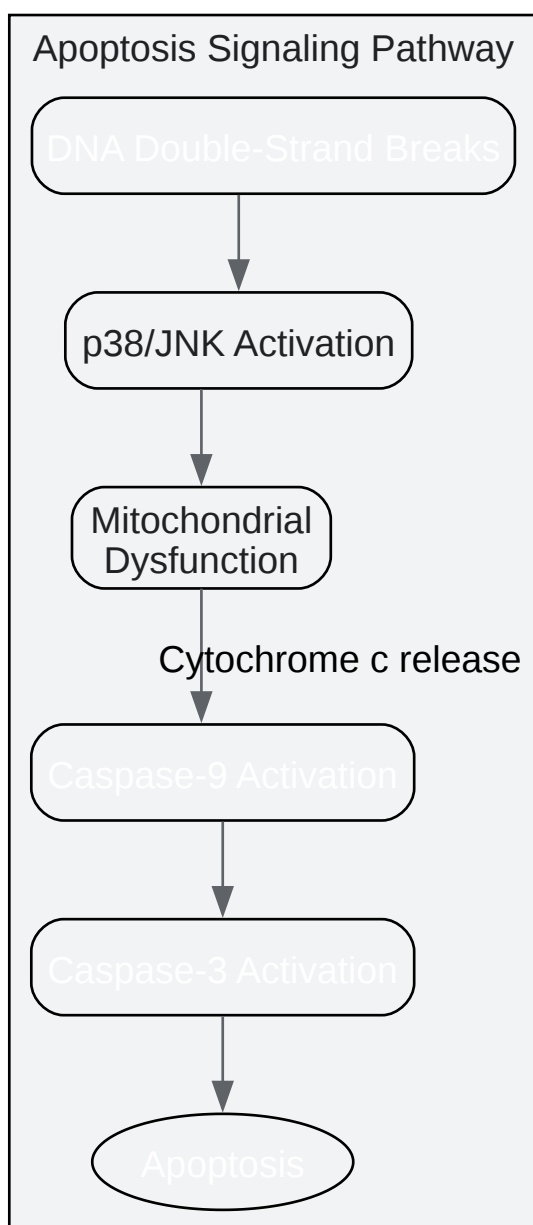 Apoptosis Signaling Pathway
DNA Double-Strand Breaks
p38/JNK Activation
Mitochondrial
Dysfunction
Cytochrome c release
Caspase-9 Activation
Caspase-3 Activation
Apoptosis